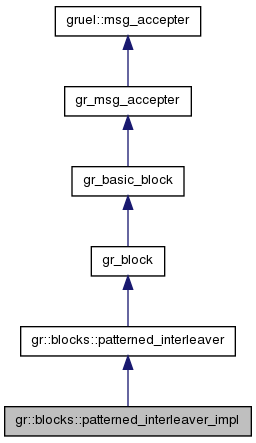 gruel::msg_accepter
gr_msg_accepter
gr_basic_block
gr_block
gr::blocks::patterned_interleaver
gr::blocks::patterned_interleaver_impl